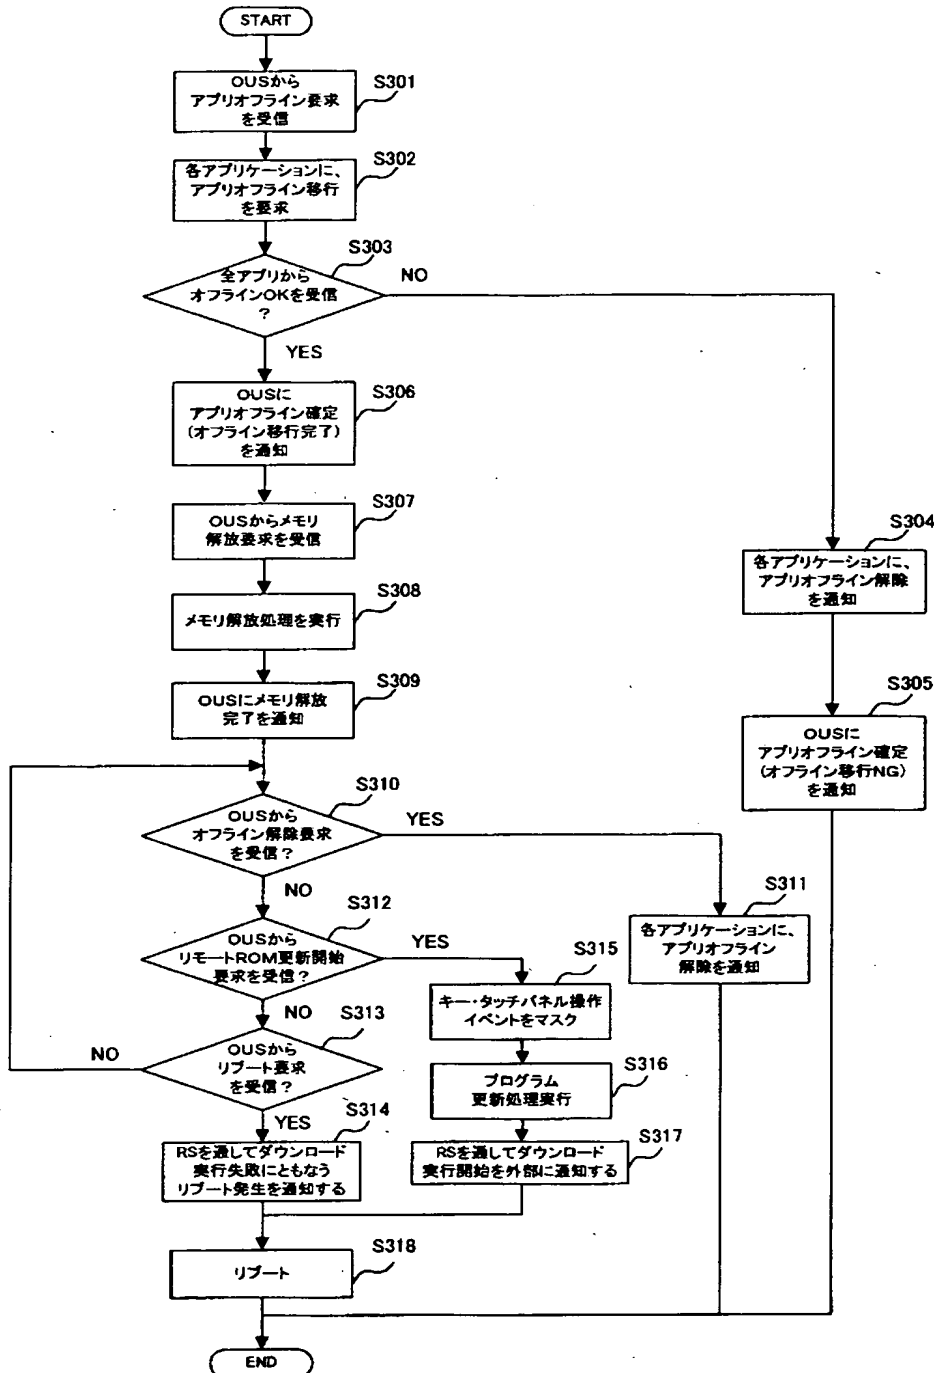 START
OUSから
アプリオフライン要求
を受信
S301
各アプリケーションに、
アプリオフライン移行
を要求
S302
全アプリから
オフラインOKを受信
?
S303
NO
YES
OUSに
アプリオフライン確定
(オフライン移行完了)
を通知
S306
OUSからメモリ
解放要求を受信
S307
各アプリケーションに、
アプリオフライン解除
を通知
S304
メモリ解放処理を実行
S308
OUSにメモリ解放
完了を通知
S309
OUSに
アプリオフライン確定
(オフライン移行NG)
を通知
S305
OUSから
オフライン解除要求
を受信?
S310
YES
NO
各アプリケーションに、
アプリオフライン
解除を通知
S311
OUSから
リモートROM更新開始
要求を受信?
S312
YES
NO
キー・タッチパネル操作
イベントをマスク
S315
OUSから
リブート要求
を受信?
S313
NO
YES
プログラム
更新処理実行
S316
RSを通してダウンロード
実行失敗にともなう
リブート発生を通知する
S314
RSを通してダウンロード
実行開始を外部に通知する
S317
リブート
S318
END